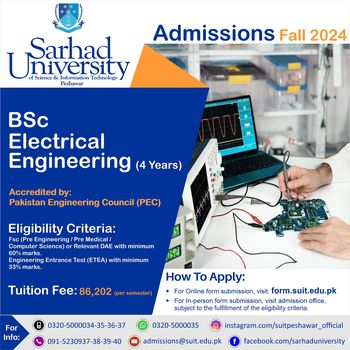 Sarhad
University
of Science & Information Technology
Peshawar
Admissions Fall 2024
BSc
Electrical
Engineering (4 Years)
Accredited by:
Pakistan Engineering Council (PEC)
Eligibility Criteria:
Fsc (Pre Engineering / Pre Medical /
Computer Science) or Relevant DAE with minimum
60% marks.
Engineering Entrance Test (ETEA) with minimum
33% marks.
Tuition Fee: 86,202 (per semester)
How To Apply:
For Online form submission, visit: form.suit.edu.pk
For In-person form submission, visit admission office,
subject to the fulfillment of the eligibility criteria.
For
Info:
0320-5000034-35-36-37
0320-5000035
instagram.com/suitpeshawar_official
091-5230937-38-39-40
admissions@suit.edu.pk
facebook.com/sarhaduniversity